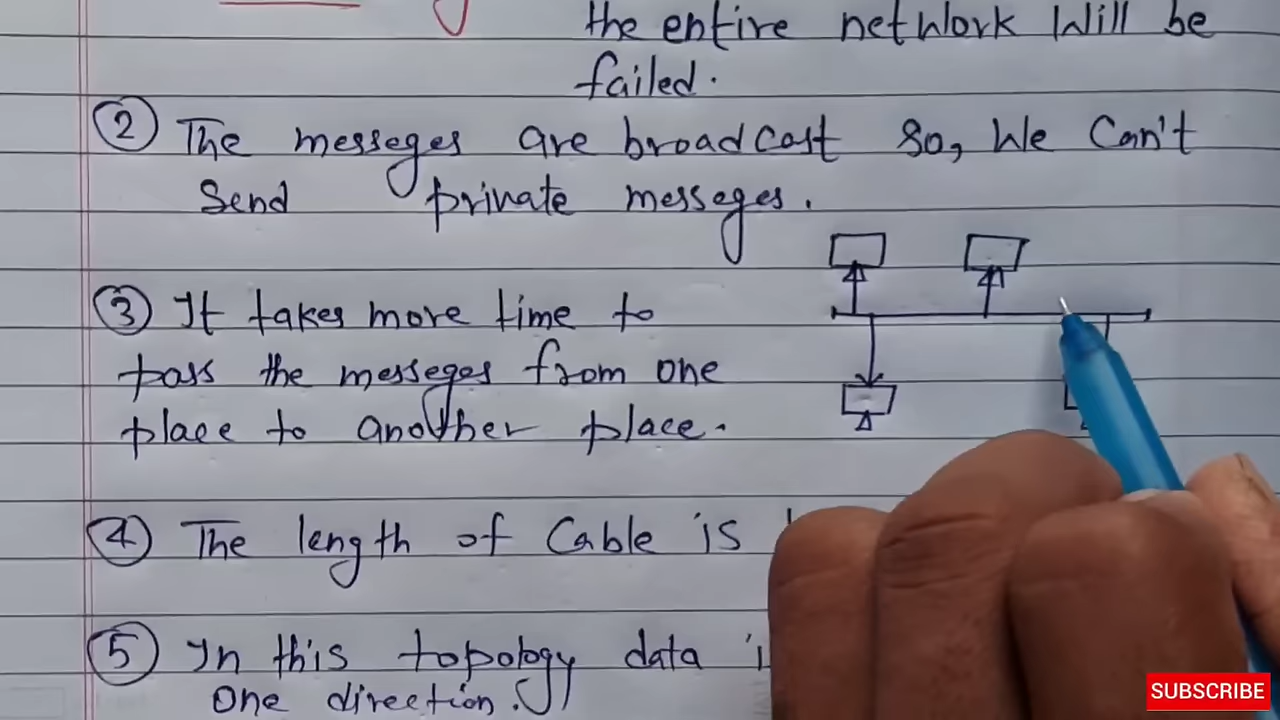 the entire network will be
failed.
② The messeges are broadcast so, We Can't
Send private messeges.
③ It takes more time to
pass the messeges from one
place to another place.
④ The length of Cable is
⑤ In this topology data
one direction.
SUBSCRIBE